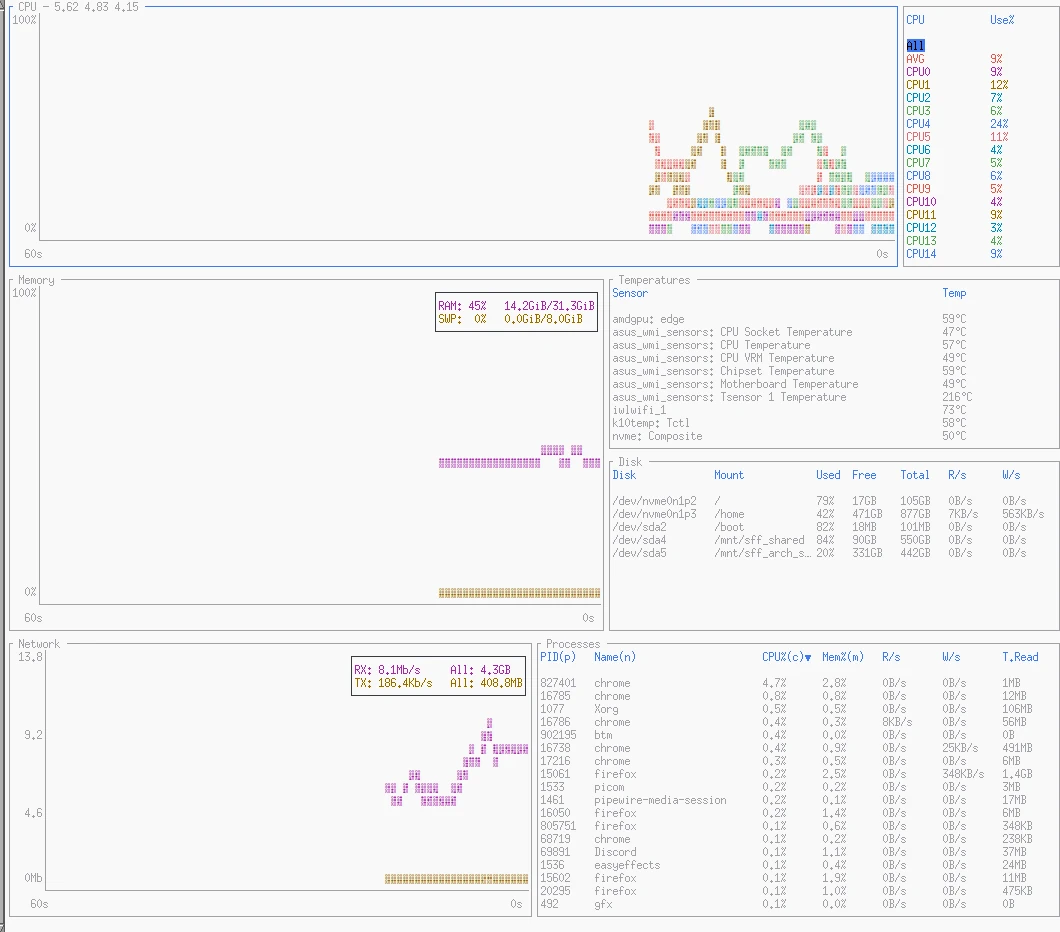 CPU — 5.62 4.83 4.15
100%
0%
60s 0s
CPU Use%
All
AVG 9%
CPU0 9%
CPU1 12%
CPU2 7%
CPU3 6%
CPU4 24%
CPU5 11%
CPU6 4%
CPU7 5%
CPU8 6%
CPU9 5%
CPU10 4%
CPU11 9%
CPU12 3%
CPU13 4%
CPU14 9%
Memory
100%
RAM: 45% 14.2GiB/31.3GiB
SWP: 0% 0.0GiB/8.0GiB
0%
60s 0s
Temperatures
Sensor Temp
amdgpu: edge 59°C
asus_wmi_sensors: CPU Socket Temperature 47°C
asus_wmi_sensors: CPU Temperature 57°C
asus_wmi_sensors: CPU VRM Temperature 49°C
asus_wmi_sensors: Chipset Temperature 59°C
asus_wmi_sensors: Motherboard Temperature 49°C
asus_wmi_sensors: Tsensor 1 Temperature 216°C
iwlwifi_1 73°C
k10temp: Tctl 58°C
nvme: Composite 50°C
Disk
Disk Mount Used Free Total R/s W/s
/dev/nvme0n1p2 / 79% 17GB 105GB 0B/s 0B/s
/dev/nvme0n1p3 /home 42% 471GB 877GB 7KB/s 563KB/s
/dev/sda2 /boot 82% 18MB 101MB 0B/s 0B/s
/dev/sda4 /mnt/sff_shared 84% 90GB 550GB 0B/s 0B/s
/dev/sda5 /mnt/sff_arch_s… 20% 331GB 442GB 0B/s 0B/s
Network
13.8
RX: 8.1Mb/s All: 4.3GB
TX: 186.4Kb/s All: 408.8MB
9.2
4.6
0Mb
60s 0s
Processes
PID(p) Name(n) CPU%(c)▼ Mem%(m) R/s W/s T.Read
827401 chrome 4.7% 2.8% 0B/s 0B/s 1MB
16785 chrome 0.8% 0.8% 0B/s 0B/s 12MB
1077 Xorg 0.5% 0.5% 0B/s 0B/s 106MB
16786 chrome 0.4% 0.3% 8KB/s 0B/s 56MB
902195 btm 0.4% 0.0% 0B/s 0B/s 0B
16738 chrome 0.4% 0.9% 0B/s 25KB/s 491MB
17216 chrome 0.3% 0.5% 0B/s 0B/s 6MB
15061 firefox 0.2% 2.5% 0B/s 348KB/s 1.4GB
1533 picom 0.2% 0.2% 0B/s 0B/s 3MB
1461 pipewire-media-session 0.2% 0.1% 0B/s 0B/s 17MB
16050 firefox 0.2% 1.4% 0B/s 0B/s 6MB
805751 firefox 0.1% 0.6% 0B/s 0B/s 348KB
68719 chrome 0.1% 0.2% 0B/s 0B/s 238KB
69891 Discord 0.1% 1.1% 0B/s 0B/s 37MB
1536 easyeffects 0.1% 0.4% 0B/s 0B/s 24MB
15602 firefox 0.1% 1.9% 0B/s 0B/s 11MB
20295 firefox 0.1% 1.0% 0B/s 0B/s 475KB
492 gfx 0.1% 0.0% 0B/s 0B/s 0B